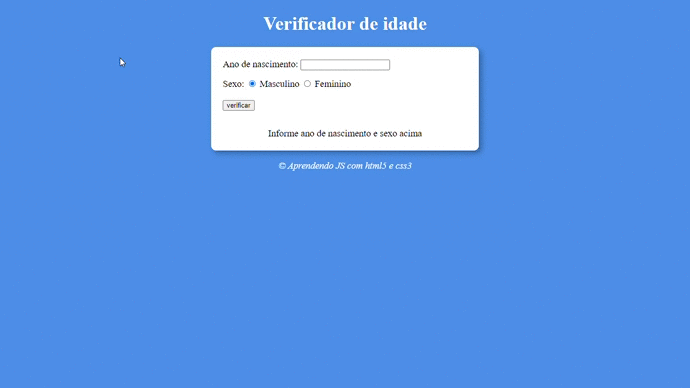 Verificador de idade
Ano de nascimento:
Sexo: Masculino Feminino
verificar
Informe ano de nascimento e sexo acima
© Aprendendo JS com html5 e css3